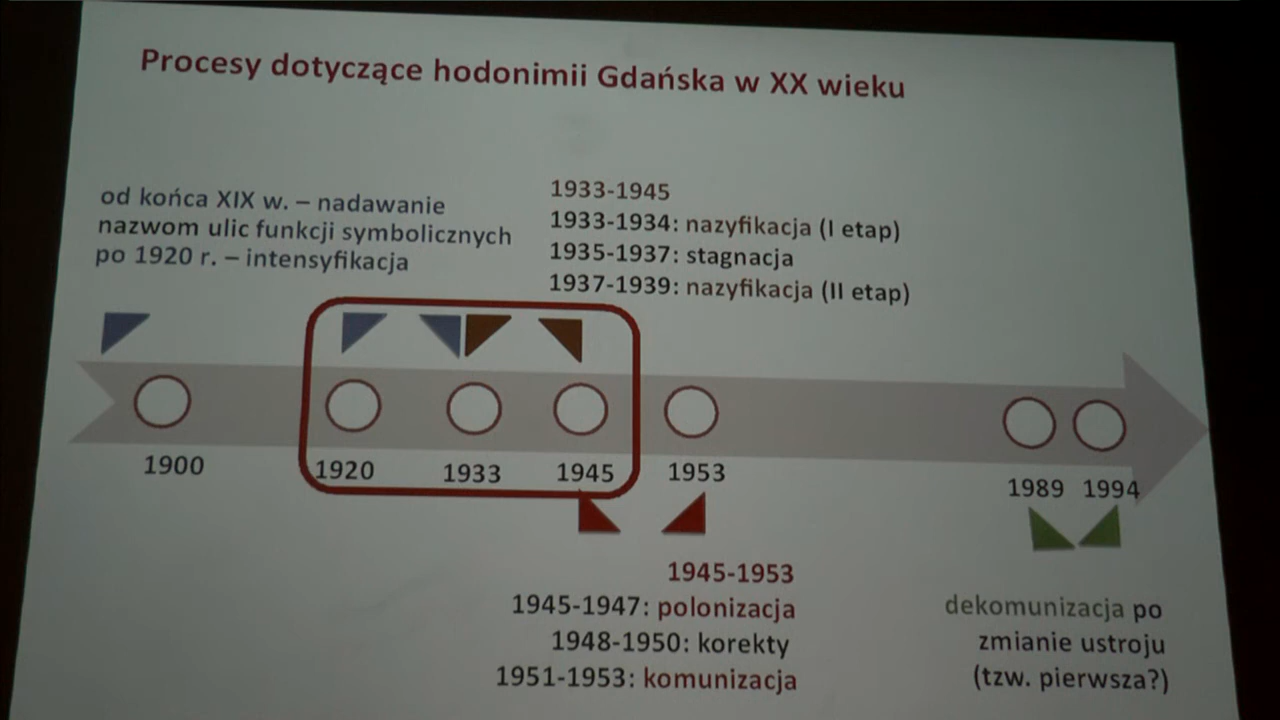 Procesy dotyczące hodonimii Gdańska w XX wieku
od końca XIX w. – nadawanie
nazwom ulic funkcji symbolicznych
po 1920 r. – intensyfikacja
1933-1945
1933-1934: nazyfikacja (I etap)
1935-1937: stagnacja
1937-1939: nazyfikacja (II etap)
1900
1920
1933
1945
1953
1989
1994
1945-1953
1945-1947: polonizacja
1948-1950: korekty
1951-1953: komunizacja
dekomunizacja po
zmianie ustroju
(tzw. pierwsza?)